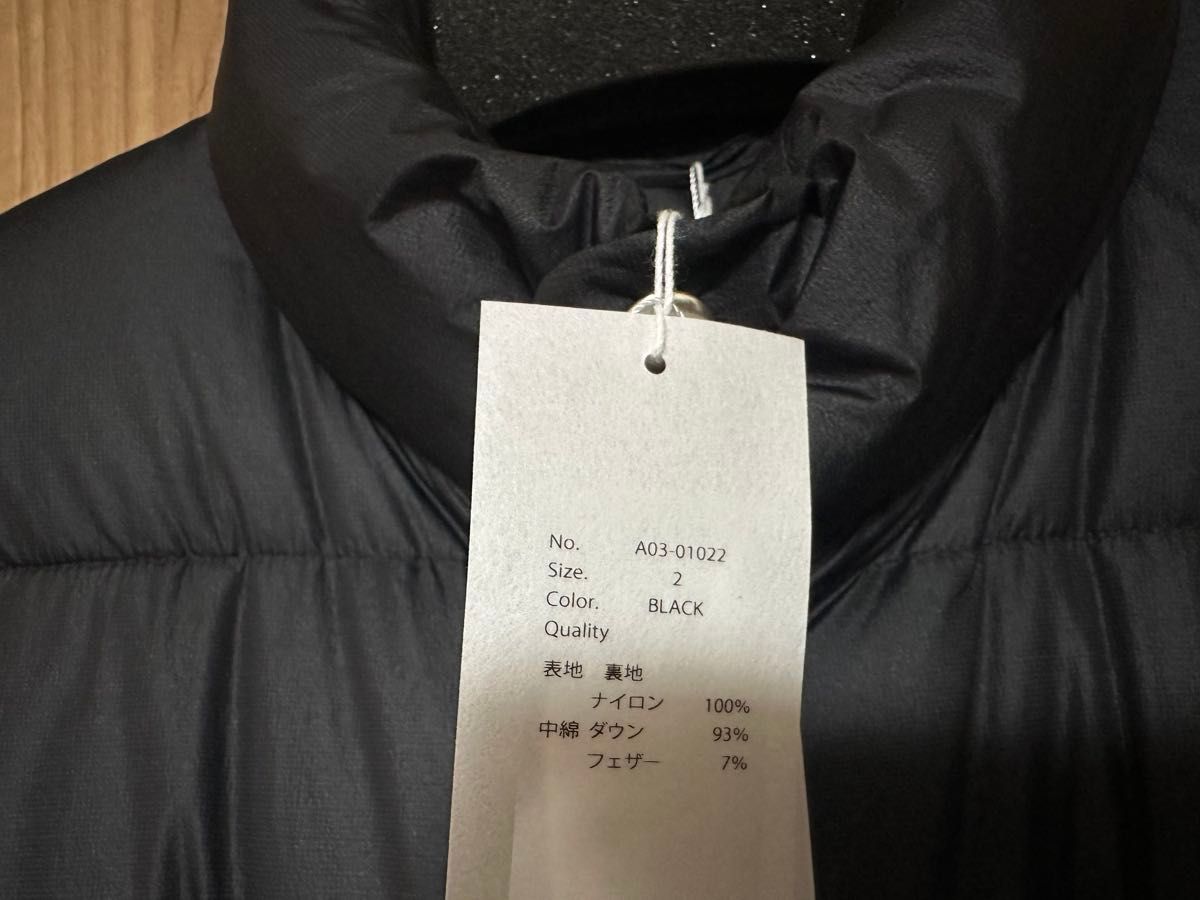 No. A03-01022
Size. 2
Color. BLACK
Quality
表地 裏地
ナイロン 100%
中綿 ダウン 93%
フェザー 7%